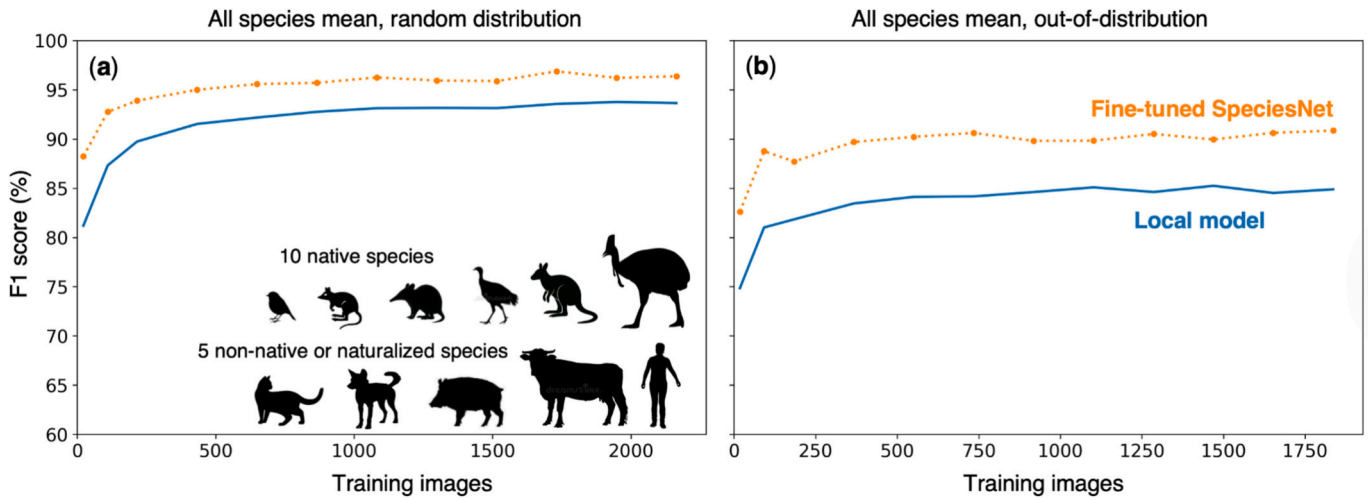 All species mean, random distribution
All species mean, out-of-distribution
(a)
(b)
F1 score (%)
100
95
90
85
80
75
70
65
60
10 native species
5 non-native or naturalized species
Fine-tuned SpeciesNet
Local model
0 500 1000 1500 2000
0 250 500 750 1000 1250 1500 1750
Training images
Training images